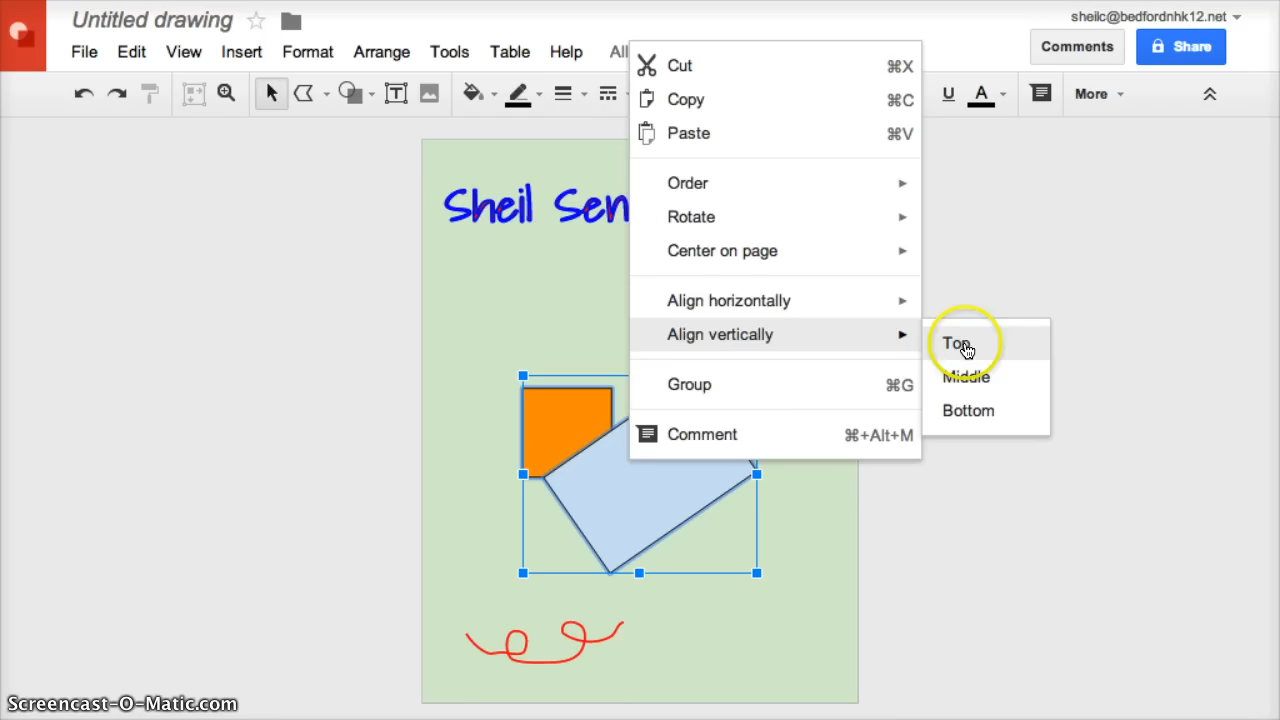 Untitled drawing
sheilc@bedfordnhk12.net
File Edit View Insert Format Arrange Tools Table Help All
Comments Share
U A More
Cut ⌘X
Copy ⌘C
Paste ⌘V
Order
Rotate
Center on page
Align horizontally
Align vertically
Group ⌘G
Comment ⌘+Alt+M
Top
Middle
Bottom
Sheil Sen
Screencast-O-Matic.com